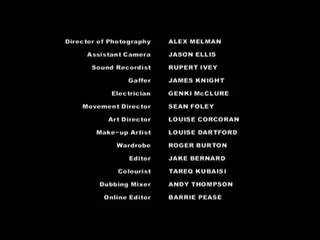 Director of Photography ALEX MELMAN
Assistant Camera JASON ELLIS
Sound Recordist RUPERT IVEY
Gaffer JAMES KNIGHT
Electrician GENKI McCLURE
Movement Director SEAN FOLEY
Art Director LOUISE CORCORAN
Make-up Artist LOUISE DARTFORD
Wardrobe ROGER BURTON
Editor JAKE BERNARD
Colourist TAREQ KUBAISI
Dubbing Mixer ANDY THOMPSON
Online Editor BARRIE PEASE